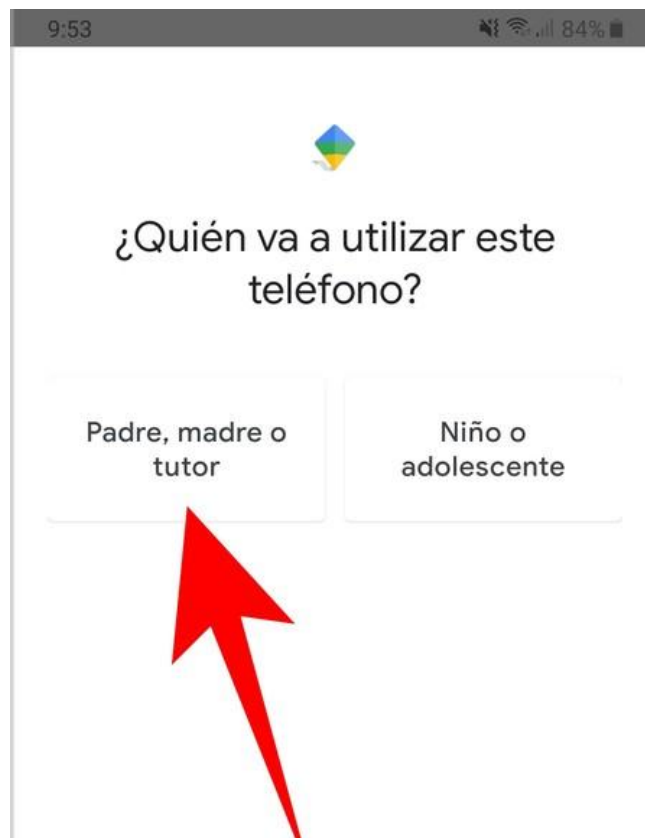 9:53 84%
¿Quién va a utilizar este
teléfono?
Padre, madre o
tutor
Niño o
adolescente